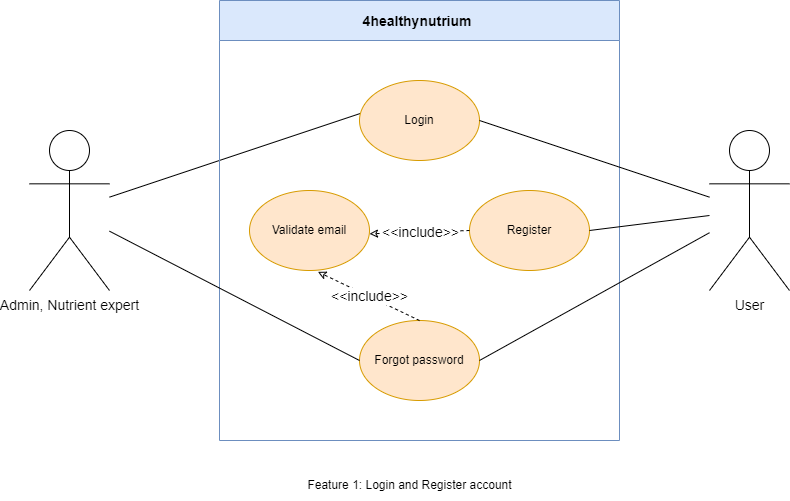 4healthynutrium
Login
Validate email
<<include>>
Register
<<include>>
Admin, Nutrient expert
User
Forgot password
Feature 1: Login and Register account